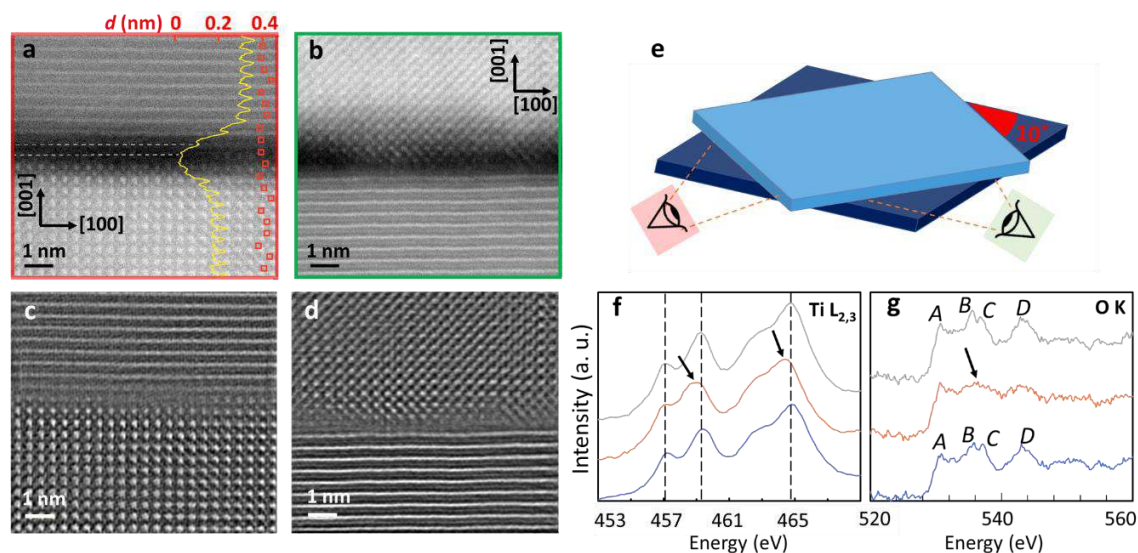 d (nm) 0 0.2 0.4
a
[001]
[100]
1 nm
b
[001]
[100]
1 nm
e
10°
c
1 nm
d
1 nm
f
Ti L2,3
Intensity (a. u.)
453 457 461 465
Energy (eV)
g
O K
A B C D
A B C D
520 540 560
Energy (eV)